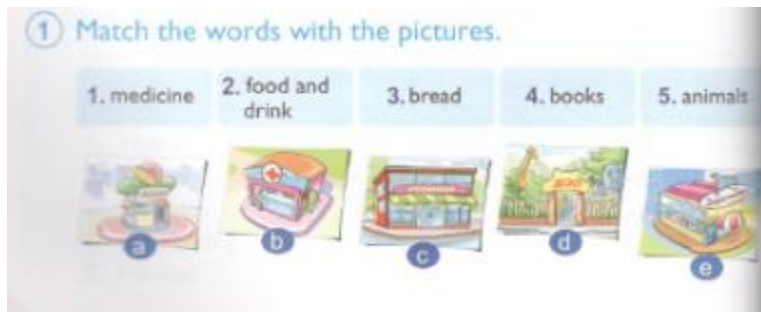 1 Match the words with the pictures.
1. medicine
2. food and
drink
3. bread
4. books
5. animals
ZOO
a
b
c
d
e